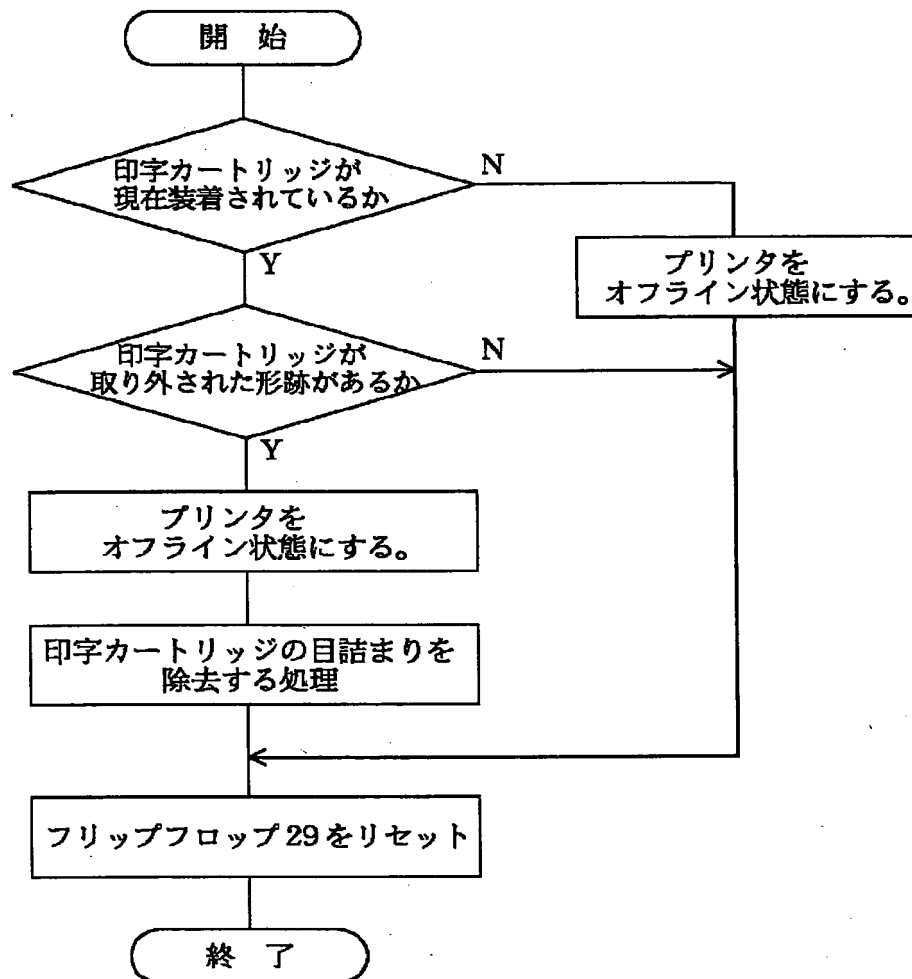 開 始
印字カートリッジが
現在装着されているか
N
Y
プリンタを
オフライン状態にする。
印字カートリッジが
取り外された形跡があるか
N
Y
プリンタを
オフライン状態にする。
印字カートリッジの目詰まりを
除去する処理
フリップフロップ29をリセット
終 了